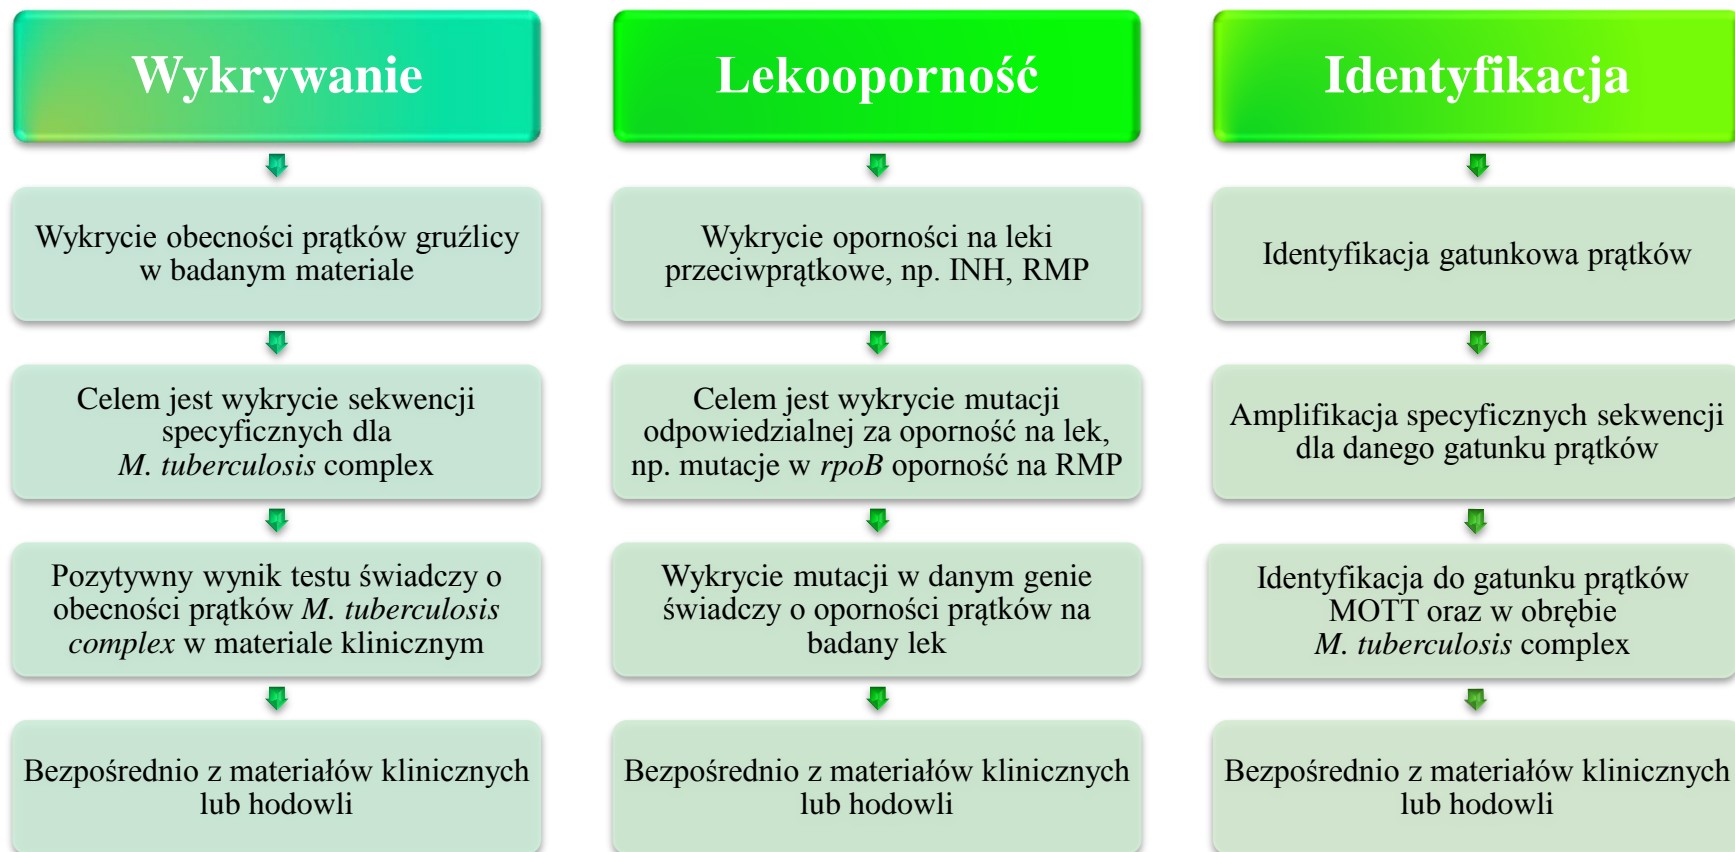 Wykrywanie
Wykrycie obecności prątków gruźlicy
w badanym materiale
Celem jest wykrycie sekwencji
specyficznych dla
M. tuberculosis complex
Pozytywny wynik testu świadczy o
obecności prątków M. tuberculosis
complex w materiale klinicznym
Bezpośrednio z materiałów klinicznych
lub hodowli
Lekooporność
Wykrycie oporności na leki
przeciwprątkowe, np. INH, RMP
Celem jest wykrycie mutacji
odpowiedzialnej za oporność na lek,
np. mutacje w rpoB oporność na RMP
Wykrycie mutacji w danym genie
świadczy o oporności prątków na
badany lek
Bezpośrednio z materiałów klinicznych
lub hodowli
Identyfikacja
Identyfikacja gatunkowa prątków
Amplifikacja specyficznych sekwencji
dla danego gatunku prątków
Identyfikacja do gatunku prątków
MOTT oraz w obrębie
M. tuberculosis complex
Bezpośrednio z materiałów klinicznych
lub hodowli